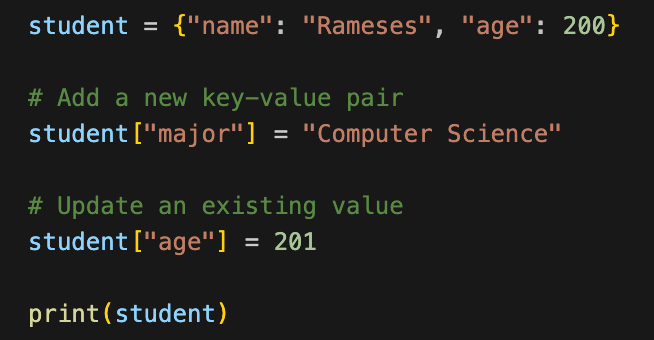 student = {"name": "Rameses", "age": 200}
# Add a new key-value pair
student["major"] = "Computer Science"
# Update an existing value
student["age"] = 201
print(student)